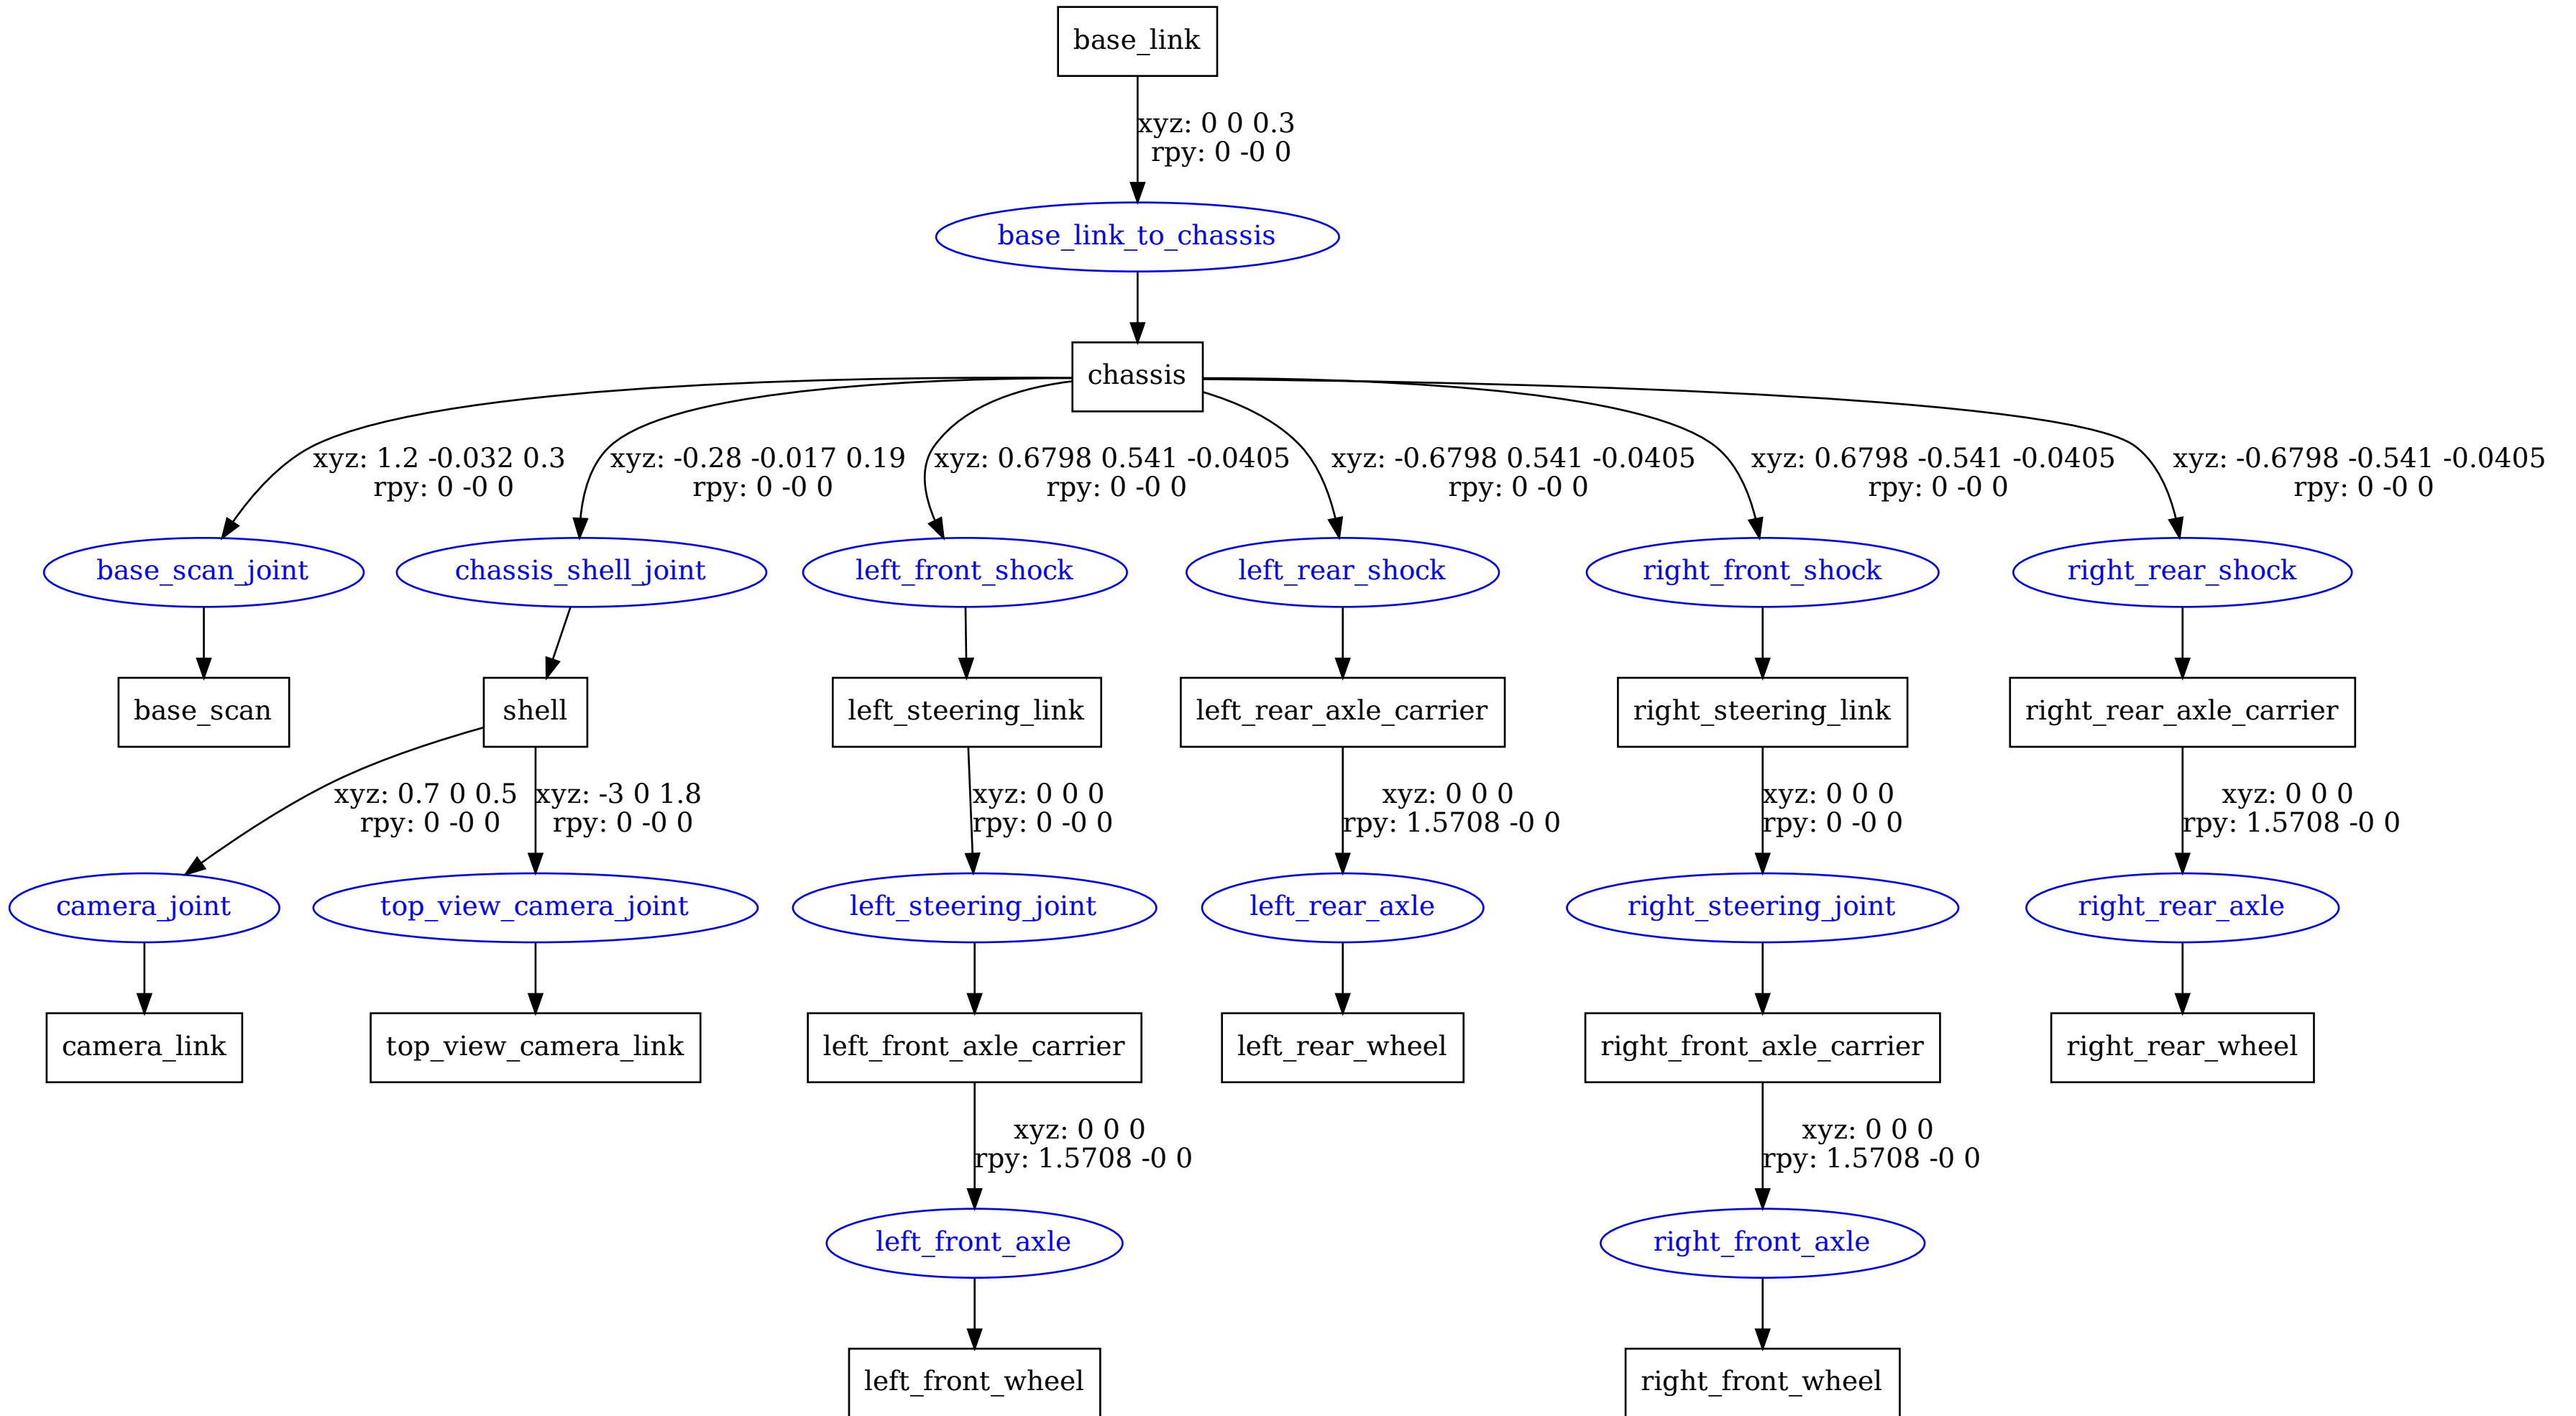 base_link
xyz: 0 0 0.3
rpy: 0 -0 0
base_link_to_chassis
chassis
xyz: 1.2 -0.032 0.3
rpy: 0 -0 0
xyz: -0.28 -0.017 0.19
rpy: 0 -0 0
xyz: 0.6798 0.541 -0.0405
rpy: 0 -0 0
xyz: -0.6798 0.541 -0.0405
rpy: 0 -0 0
xyz: 0.6798 -0.541 -0.0405
rpy: 0 -0 0
xyz: -0.6798 -0.541 -0.0405
rpy: 0 -0 0
base_scan_joint
chassis_shell_joint
left_front_shock
left_rear_shock
right_front_shock
right_rear_shock
base_scan
shell
left_steering_link
left_rear_axle_carrier
right_steering_link
right_rear_axle_carrier
xyz: 0.7 0 0.5
rpy: 0 -0 0
xyz: -3 0 1.8
rpy: 0 -0 0
xyz: 0 0 0
rpy: 0 -0 0
xyz: 0 0 0
rpy: 1.5708 -0 0
xyz: 0 0 0
rpy: 0 -0 0
xyz: 0 0 0
rpy: 1.5708 -0 0
camera_joint
top_view_camera_joint
left_steering_joint
left_rear_axle
right_steering_joint
right_rear_axle
camera_link
top_view_camera_link
left_front_axle_carrier
left_rear_wheel
right_front_axle_carrier
right_rear_wheel
xyz: 0 0 0
rpy: 1.5708 -0 0
xyz: 0 0 0
rpy: 1.5708 -0 0
left_front_axle
right_front_axle
left_front_wheel
right_front_wheel